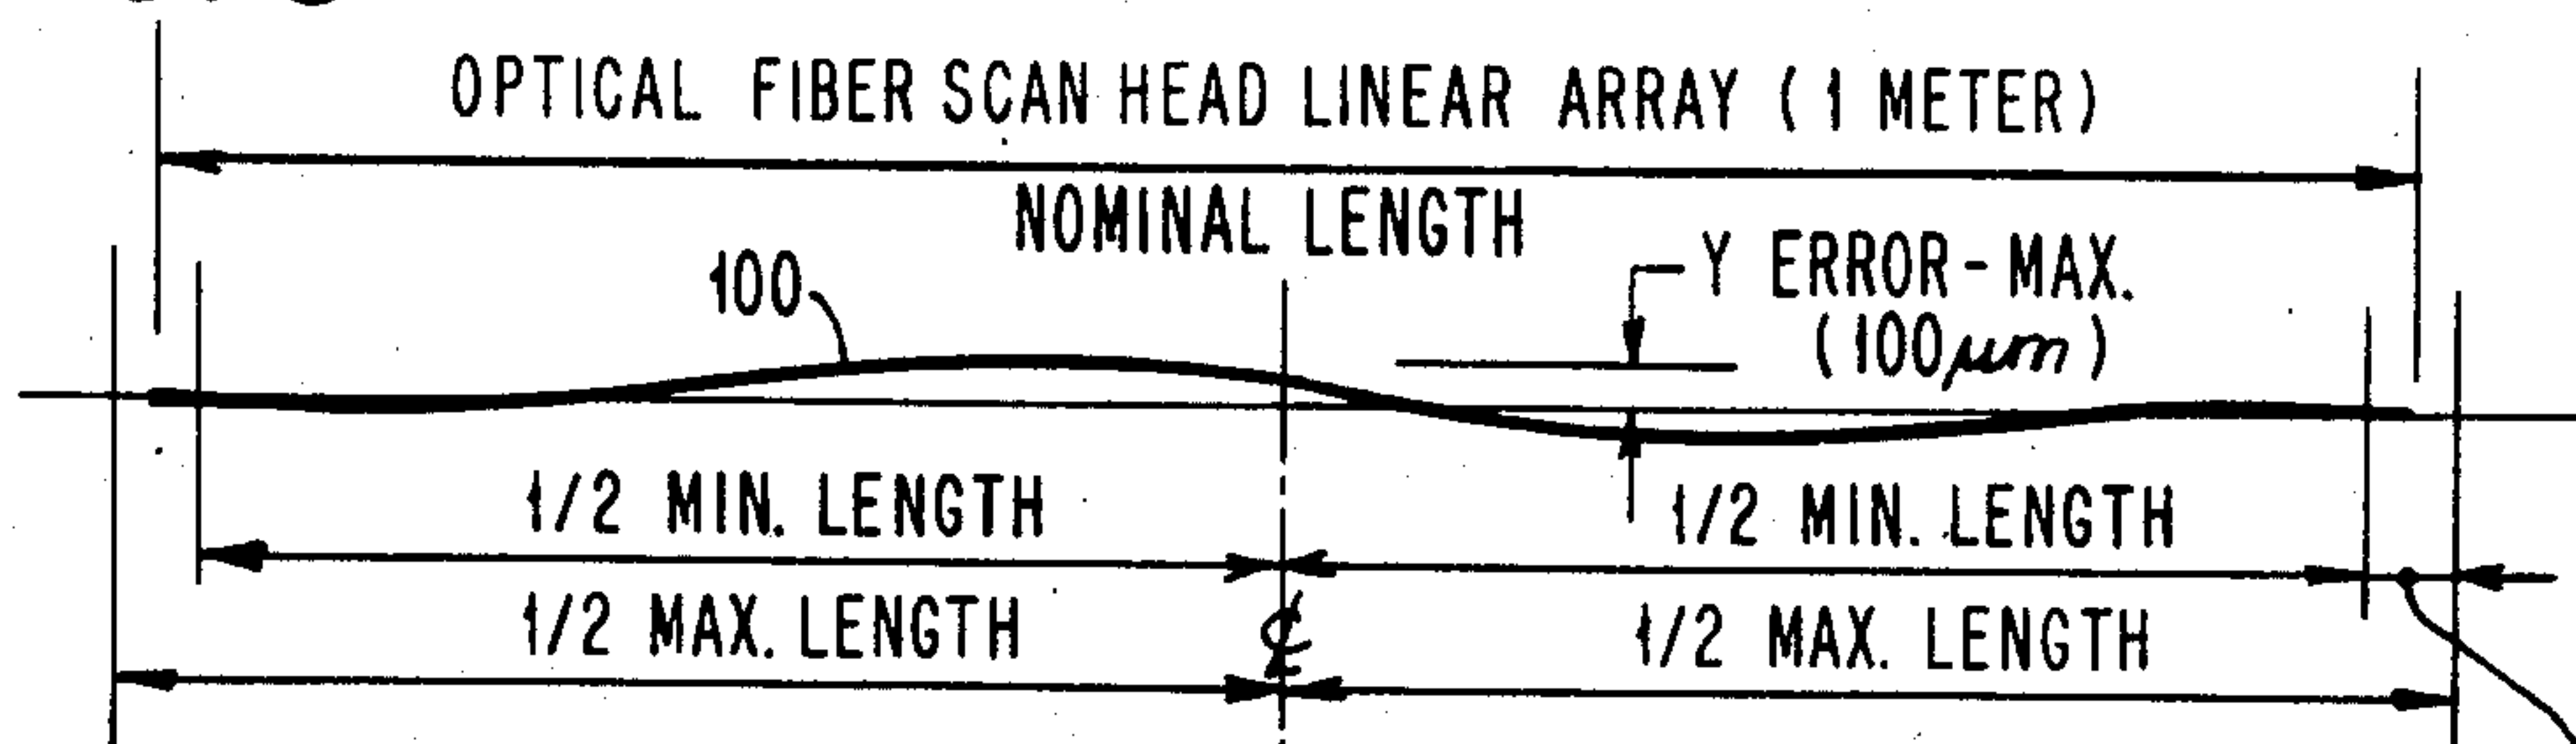 OPTICAL FIBER SCAN HEAD LINEAR ARRAY (1 METER)
NOMINAL LENGTH
100
Y ERROR-MAX.
(100μm)
1/2 MIN. LENGTH
1/2 MIN. LENGTH
1/2 MAX. LENGTH
℄
1/2 MAX. LENGTH